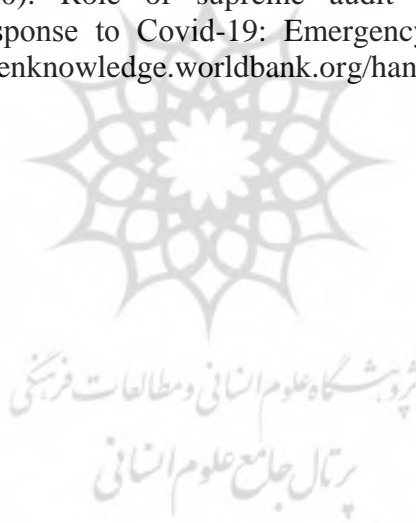 0). Role of supreme audit
sponse to Covid-19: Emergency
enknowledge.worldbank.org/han
پژوهشگاه علوم انسانی و مطالعات فرهنگی
پرتال جامع علوم انسانی